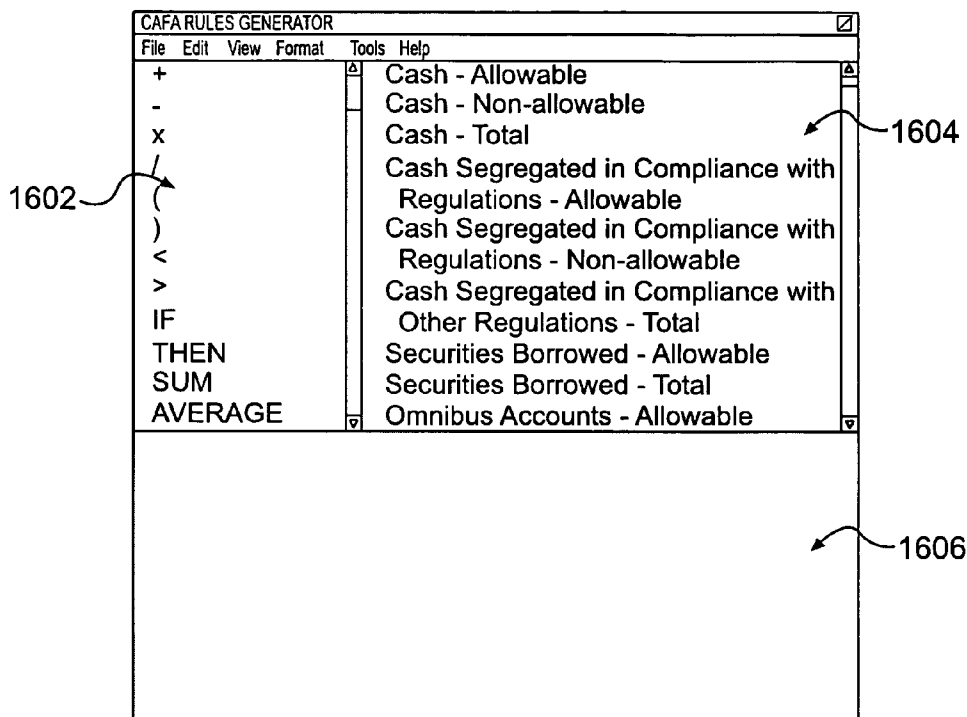 CAFA RULES GENERATOR
File Edit View Format Tools Help
+
-
x
/
(
)
<
>
IF
THEN
SUM
AVERAGE
Cash - Allowable
Cash - Non-allowable
Cash - Total
Cash Segregated in Compliance with
Regulations - Allowable
Cash Segregated in Compliance with
Regulations - Non-allowable
Cash Segregated in Compliance with
Other Regulations - Total
Securities Borrowed - Allowable
Securities Borrowed - Total
Omnibus Accounts - Allowable
1602
1604
1606